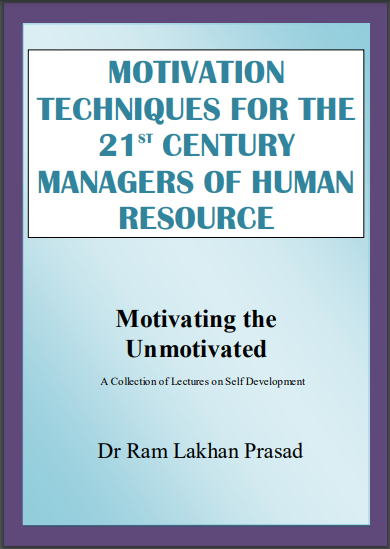 MOTIVATION
TECHNIQUES FOR THE
21ST CENTURY
MANAGERS OF HUMAN
RESOURCE
Motivating the
Unmotivated
A Collection of Lectures on Self Development
Dr Ram Lakhan Prasad